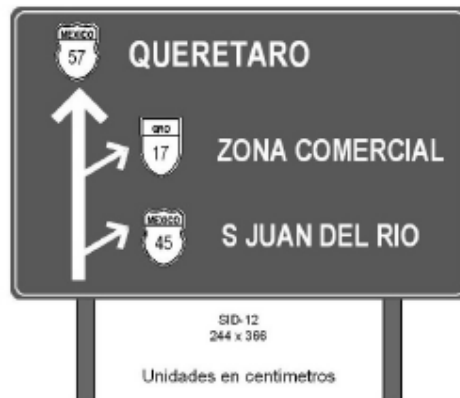 MEXICO
57
QUERETARO
QRO
17
ZONA COMERCIAL
MEXICO
45
S JUAN DEL RIO
SID-12
244 x 366
Unidades en centimetros